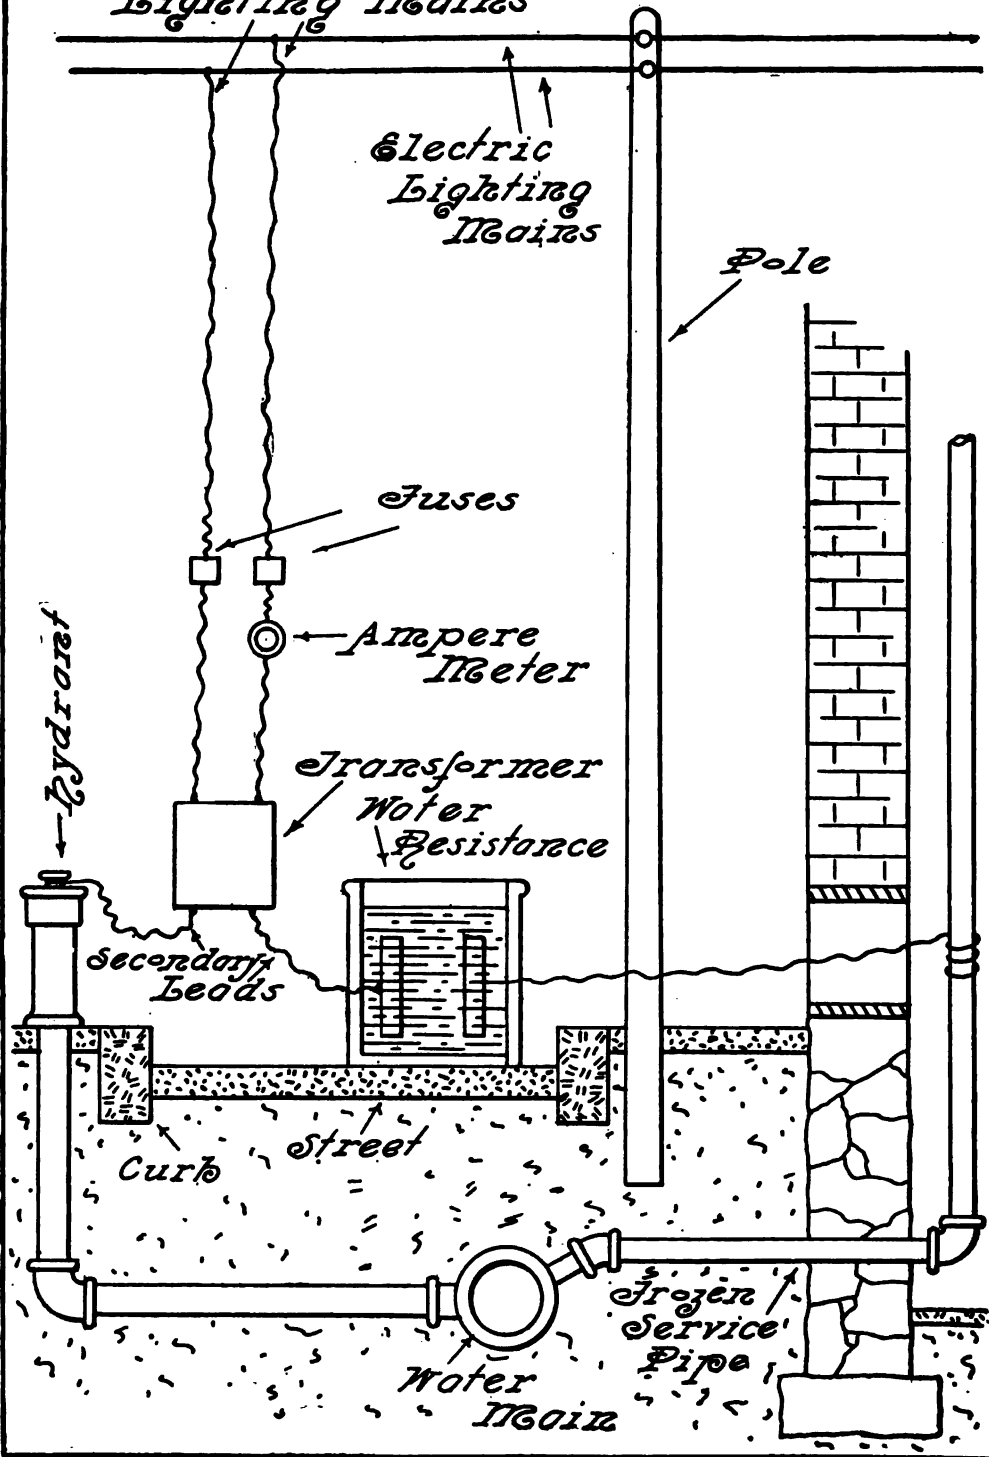 Lighting Mains
Electric
Lighting
Mains
Pole
Fuses
Ampere
Meter
Hydrant
Transformer
Water
Resistance
Secondary
Leads
Street
Curb
Frozen
Service
Pipe
Water
Main